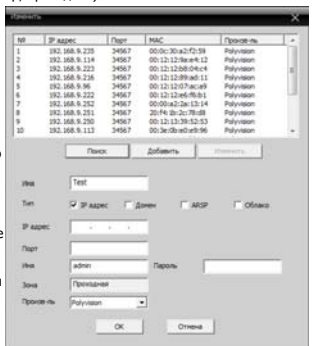 Изменить
№ IP адрес Порт MAC Произв-ль
1 192.168.9.235 34567 00:0c:30:a2:f2:59 Polyvision
2 192.168.9.114 34567 00:12:12:9a:e4:12 Polyvision
3 192.168.9.223 34567 00:12:12:b8:04:c4 Polyvision
4 192.168.9.216 34567 00:12:12:89:ad:11 Polyvision
5 192.168.9.96 34567 00:12:12:07:ac:a9 Polyvision
6 192.168.9.222 34567 00:12:12:e6:f6:b1 Polyvision
7 192.168.9.252 34567 00:00:a2:2a:13:14 Polyvision
8 192.168.9.251 34567 20:f4:1b:2c:78:d8 Polyvision
9 192.168.9.250 34567 00:12:13:39:52:53 Polyvision
10 192.168.9.113 34567 00:3e:0b:e0:e9:96 Polyvision
Поиск Добавить Изменить
Имя Test
Тип IP адрес Домен ARSP Облако
IP адрес . . .
Порт
Имя admin Пароль
Зона Проходная
Произв-ль Polyvision
OK Отмена